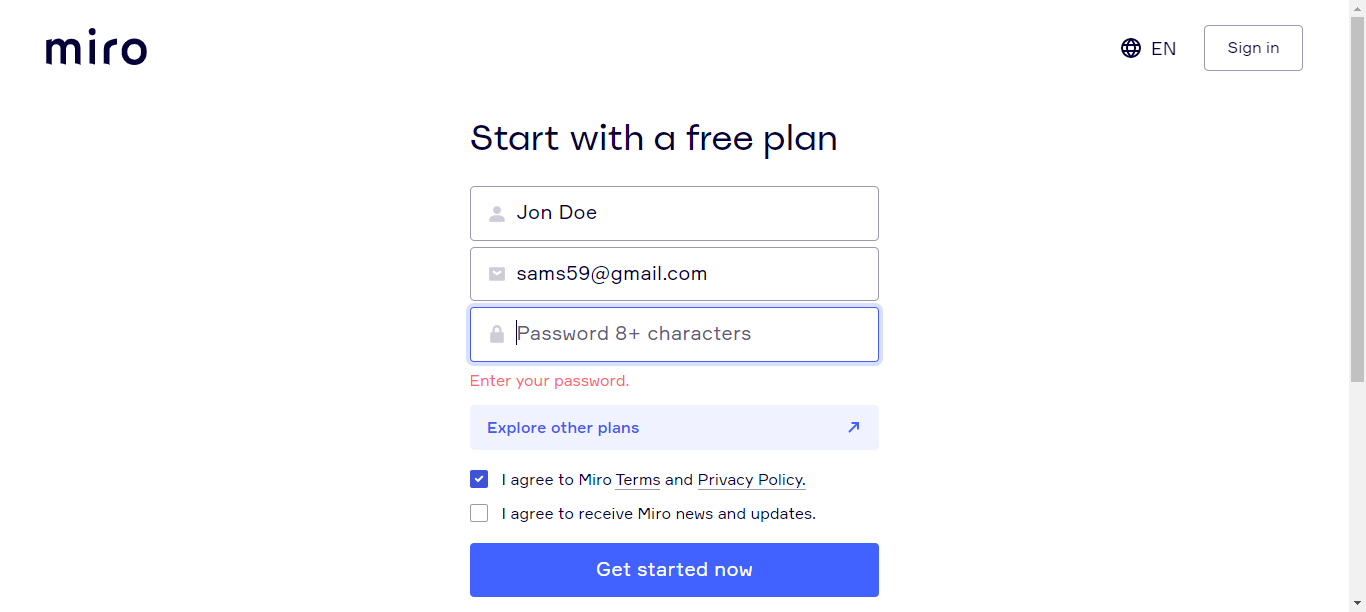 miro
EN
Sign in
Start with a free plan
Jon Doe
sams59@gmail.com
Password 8+ characters
Enter your password.
Explore other plans
I agree to Miro Terms and Privacy Policy.
I agree to receive Miro news and updates.
Get started now